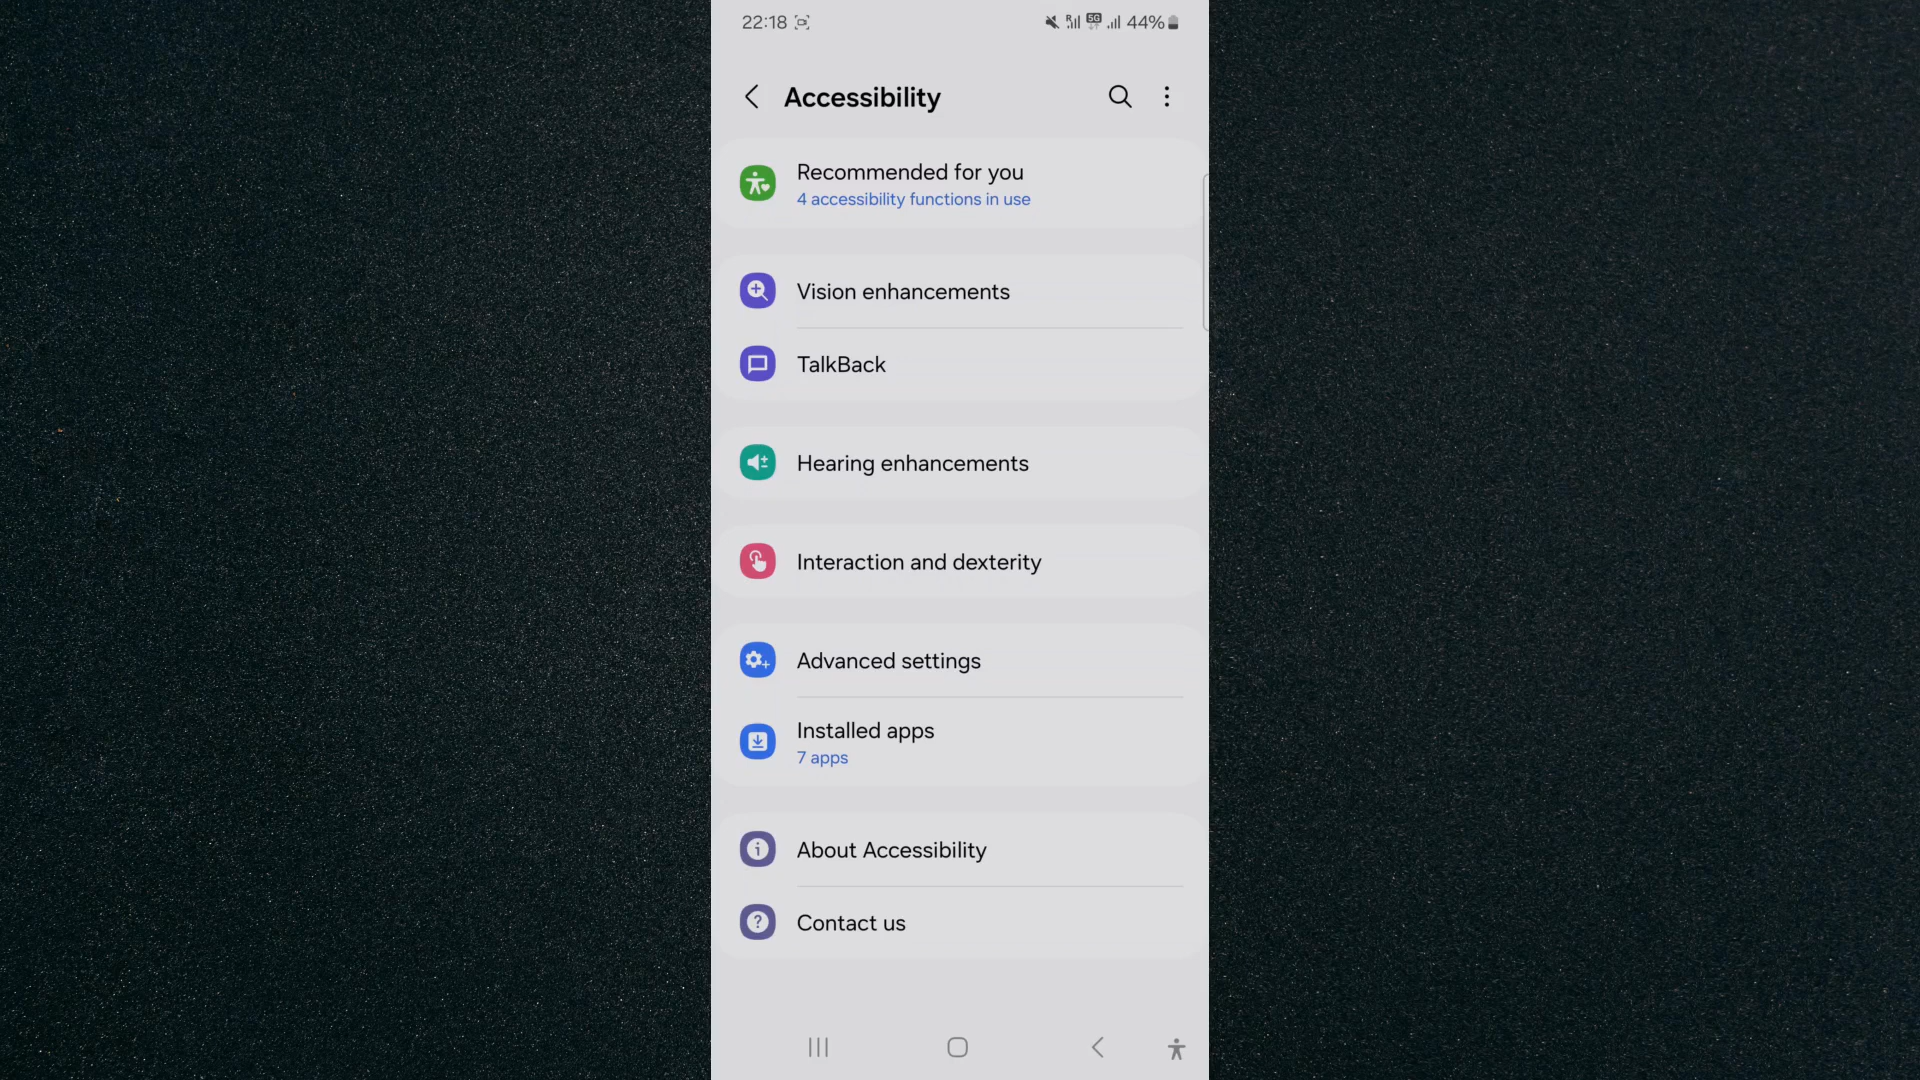 22:18
5G
44%
Accessibility
Recommended for you
4 accessibility functions in use
Vision enhancements
TalkBack
Hearing enhancements
Interaction and dexterity
Advanced settings
Installed apps
7 apps
About Accessibility
Contact us